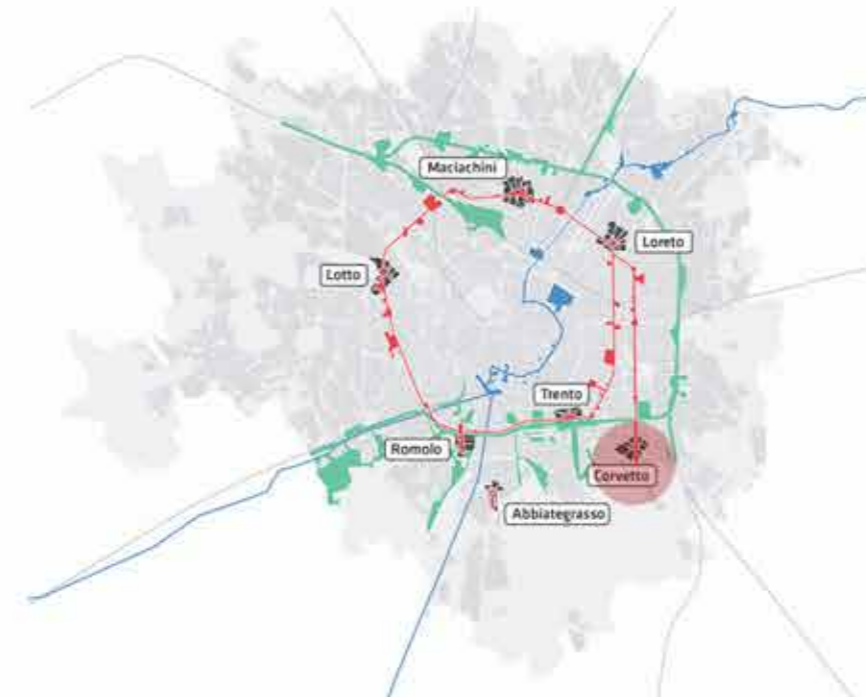 Maciachini
Loreto
Lotto
Trento
Romolo
Corvetto
Abbiategrasso